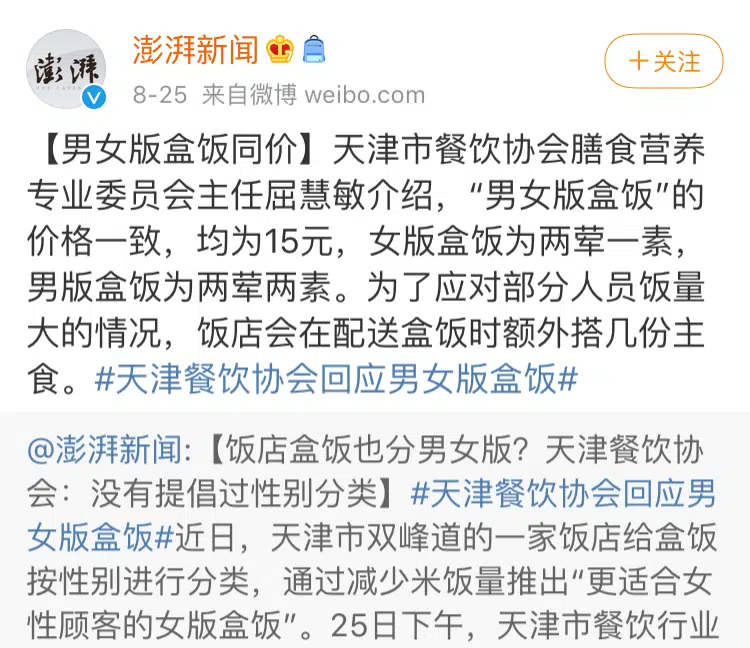 澎湃新闻
+关注
8-25 来自微博 weibo.com
澎湃
【男女版盒饭同价】天津市餐饮协会膳食营养
专业委员会主任屈慧敏介绍，“男女版盒饭”的
价格一致，均为15元，女版盒饭为两荤一素，
男版盒饭为两荤两素。为了应对部分人员饭量
大的情况，饭店会在配送盒饭时额外搭几份主
食。#天津餐饮协会回应男女版盒饭#
@澎湃新闻:【饭店盒饭也分男女版？天津餐饮协
会：没有提倡过性别分类】#天津餐饮协会回应男
女版盒饭#近日，天津市双峰道的一家饭店给盒饭
按性别进行分类，通过减少米饭量推出“更适合女
性顾客的女版盒饭”。25日下午，天津市餐饮行业